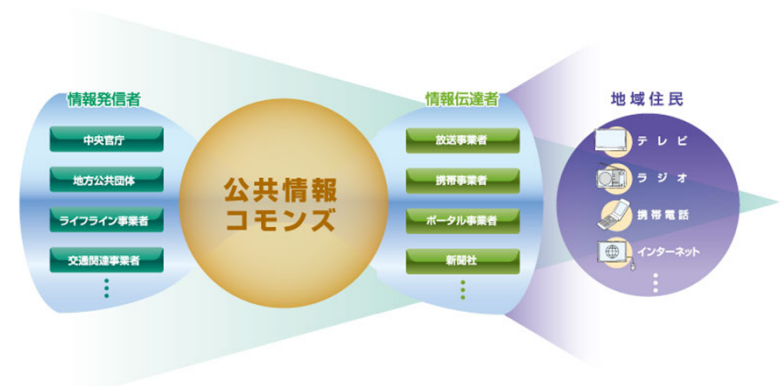 情報発信者
中央官庁
地方公共団体
ライフライン事業者
交通関連事業者
公共情報
コモンズ
情報伝達者
放送事業者
携帯事業者
ポータル事業者
新聞社
地域住民
テレビ
ラジオ
携帯電話
インターネット